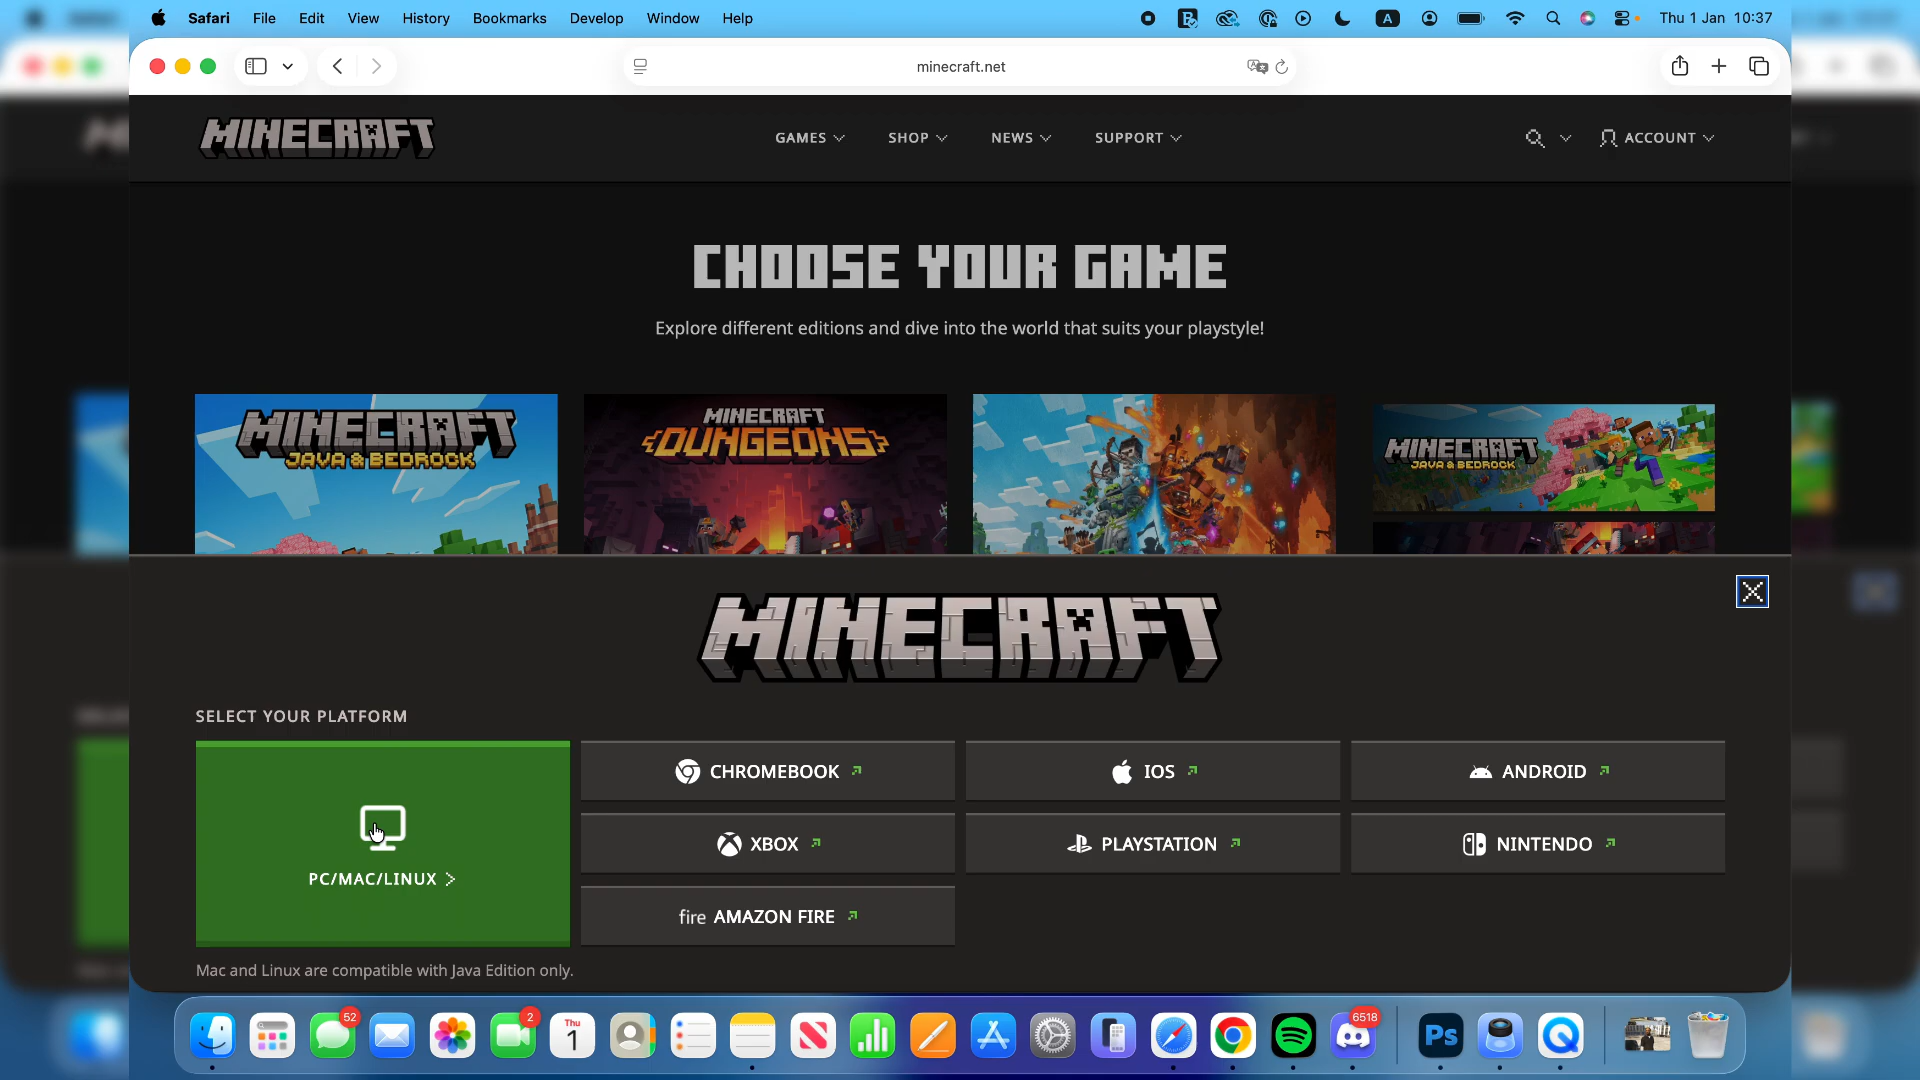 Safari File Edit View History Bookmarks Develop Window Help A Thu 1 Jan 10:37
minecraft.net
MINECRAFT GAMES SHOP NEWS SUPPORT ACCOUNT
CHOOSE YOUR GAME
Explore different editions and dive into the world that suits your playstyle!
MINECRAFT
JAVA & BEDROCK
MINECRAFT
DUNGEONS
MINECRAFT
JAVA & BEDROCK
MINECRAFT
SELECT YOUR PLATFORM
PC/MAC/LINUX >
CHROMEBOOK
IOS
ANDROID
XBOX
PLAYSTATION
NINTENDO
fire AMAZON FIRE
Mac and Linux are compatible with Java Edition only.
52
2
Thu
1
6518
Ps